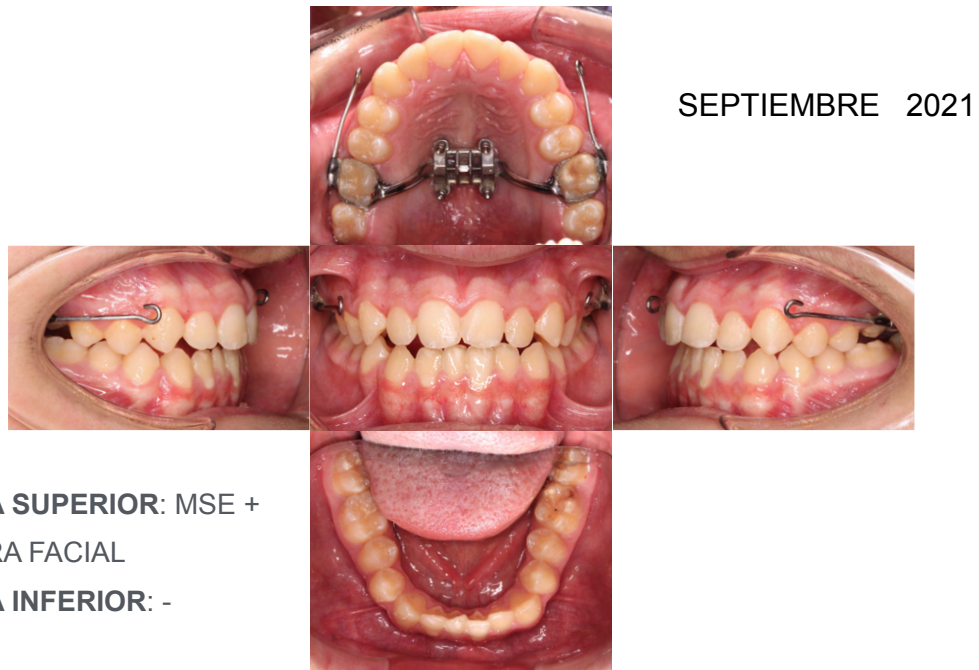 SEPTIEMBRE 2021
A SUPERIOR: MSE +
RA FACIAL
A INFERIOR: -